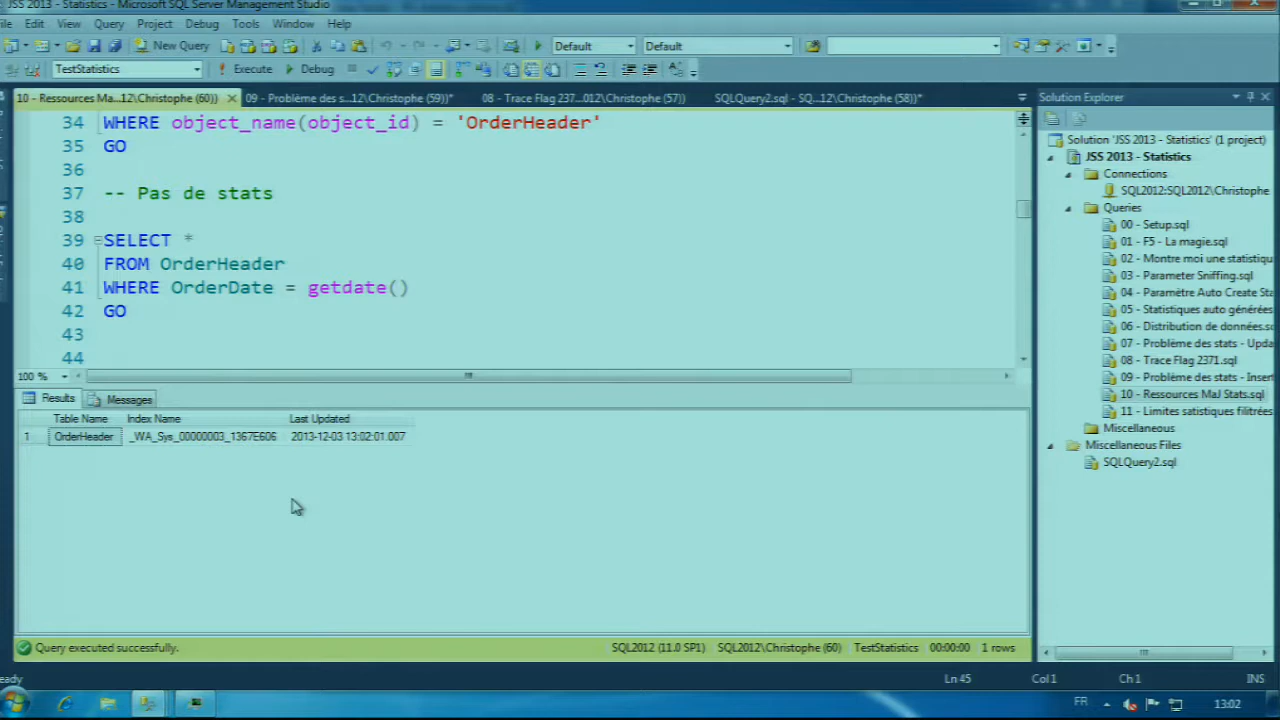 JSS 2013 - Statistics - Microsoft SQL Server Management Studio
File Edit View Query Project Debug Tools Window Help
New Query Default Default
TestStatistics Execute Debug
10 - Ressources Ma...12\Christophe (60)) 09 - Problème des s...12\Christophe (59))* 08 - Trace Flag 237...012\Christophe (57)) SQLQuery2.sql - SQ...12\Christophe (58))*
34 WHERE object_name(object_id) = 'OrderHeader'
35 GO
36
37 -- Pas de stats
38
39 SELECT *
40 FROM OrderHeader
41 WHERE OrderDate = getdate()
42 GO
43
44
100 %
Results Messages
Table Name Index Name Last Updated
1 OrderHeader _WA_Sys_00000003_1367E606 2013-12-03 13:02:01.007
Query executed successfully. SQL2012 (11.0 SP1) SQL2012\Christophe (60) TestStatistics 00:00:00 1 rows
Solution Explorer
Solution 'JSS 2013 - Statistics' (1 project)
JSS 2013 - Statistics
Connections
SQL2012:SQL2012\Christophe
Queries
00 - Setup.sql
01 - F5 - La magie.sql
02 - Montre moi une statistiqu
03 - Parameter Sniffing.sql
04 - Paramètre Auto Create Sta
05 - Statistiques auto générées
06 - Distribution de données.sc
07 - Problème des stats - Upda
08 - Trace Flag 2371.sql
09 - Problème des stats - Inser
10 - Ressources MaJ Stats.sql
11 - Limites satistiques filtrées
Miscellaneous
Miscellaneous Files
SQLQuery2.sql
eady Ln 45 Col 1 Ch 1 INS
FR 13:02